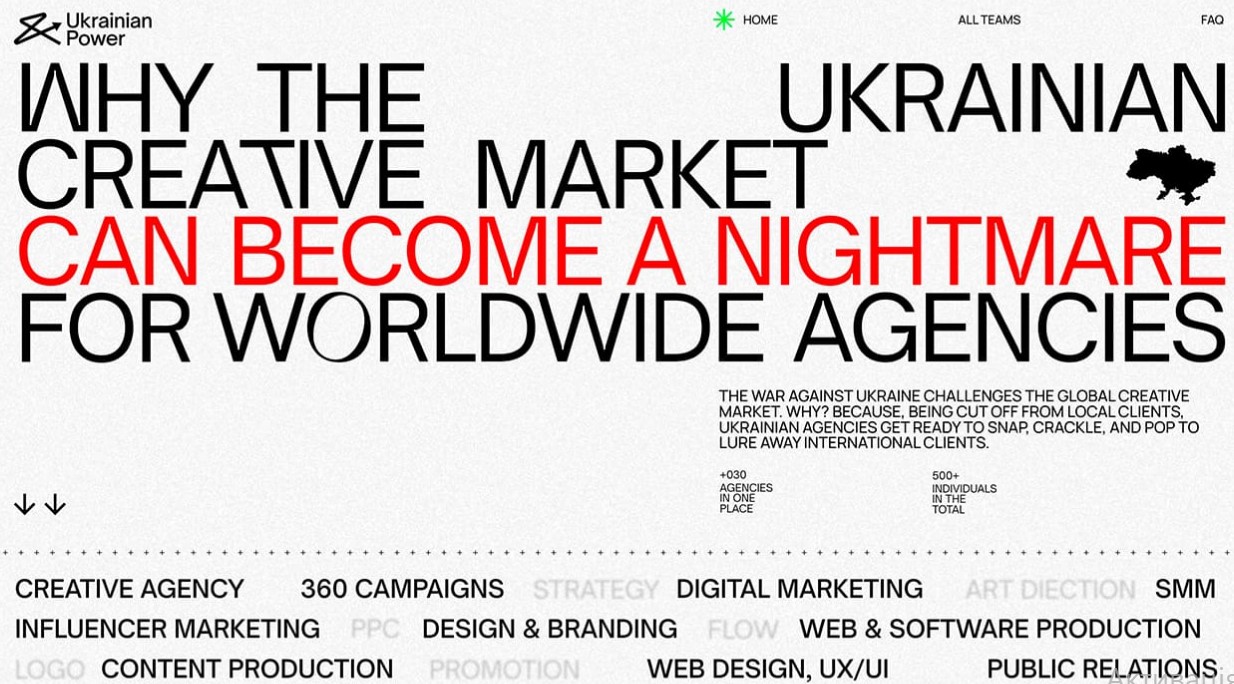 Ukrainian
Power
HOME ALL TEAMS FAQ
WHY THE UKRAINIAN
CREATIVE MARKET
CAN BECOME A NIGHTMARE
FOR WORLDWIDE AGENCIES
THE WAR AGAINST UKRAINE CHALLENGES THE GLOBAL CREATIVE
MARKET. WHY? BECAUSE, BEING CUT OFF FROM LOCAL CLIENTS,
UKRAINIAN AGENCIES GET READY TO SNAP, CRACKLE, AND POP TO
LURE AWAY INTERNATIONAL CLIENTS.
+030
AGENCIES
IN ONE
PLACE
500+
INDIVIDUALS
IN THE
TOTAL
CREATIVE AGENCY 360 CAMPAIGNS STRATEGY DIGITAL MARKETING ART DIECTION SMM
INFLUENCER MARKETING PPC DESIGN & BRANDING FLOW WEB & SOFTWARE PRODUCTION
LOGO CONTENT PRODUCTION PROMOTION WEB DESIGN, UX/UI PUBLIC RELATIONS